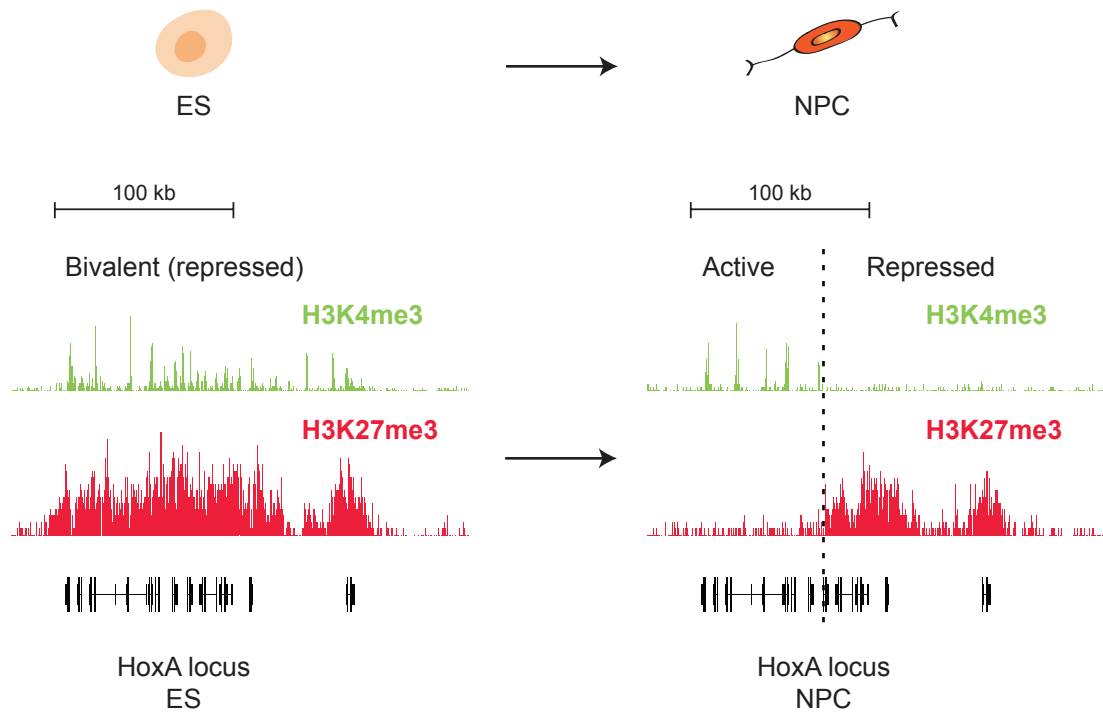 ES
NPC
100 kb
100 kb
Bivalent (repressed)
Active
Repressed
H3K4me3
H3K4me3
H3K27me3
H3K27me3
HoxA locus
ES
HoxA locus
NPC